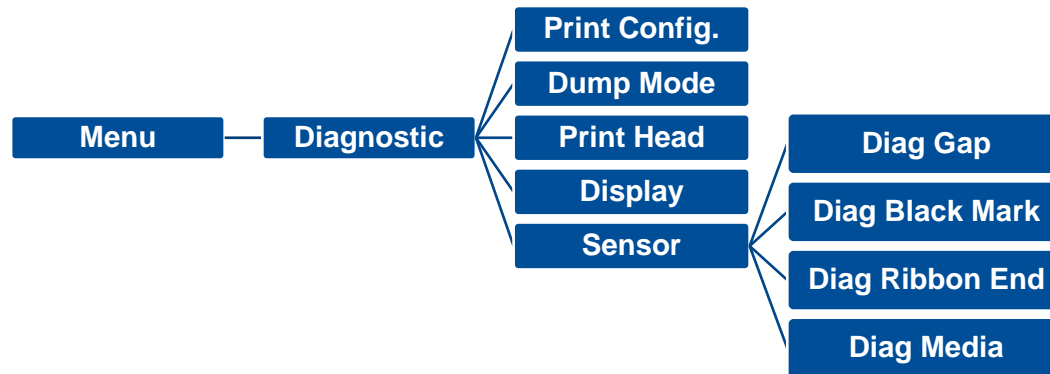 Menu
Diagnostic
Print Config.
Dump Mode
Print Head
Display
Sensor
Diag Gap
Diag Black Mark
Diag Ribbon End
Diag Media